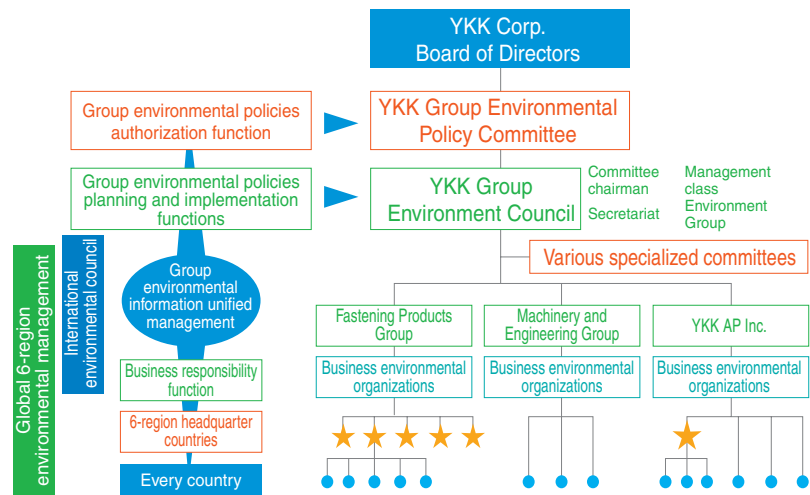 YKK Corp.
Board of Directors
Group environmental policies
authorization function
YKK Group Environmental
Policy Committee
Group environmental policies
planning and implementation
functions
YKK Group
Environment Council
Committee
chairman
Secretariat
Management
class
Environment
Group
Various specialized committees
Global 6-region
environmental management
International
environmental council
Group
environmental
information unified
management
Business responsibility
function
6-region headquarter
countries
Every country
Fastening Products
Group
Machinery and
Engineering Group
YKK AP Inc.
Business environmental
organizations
Business environmental
organizations
Business environmental
organizations